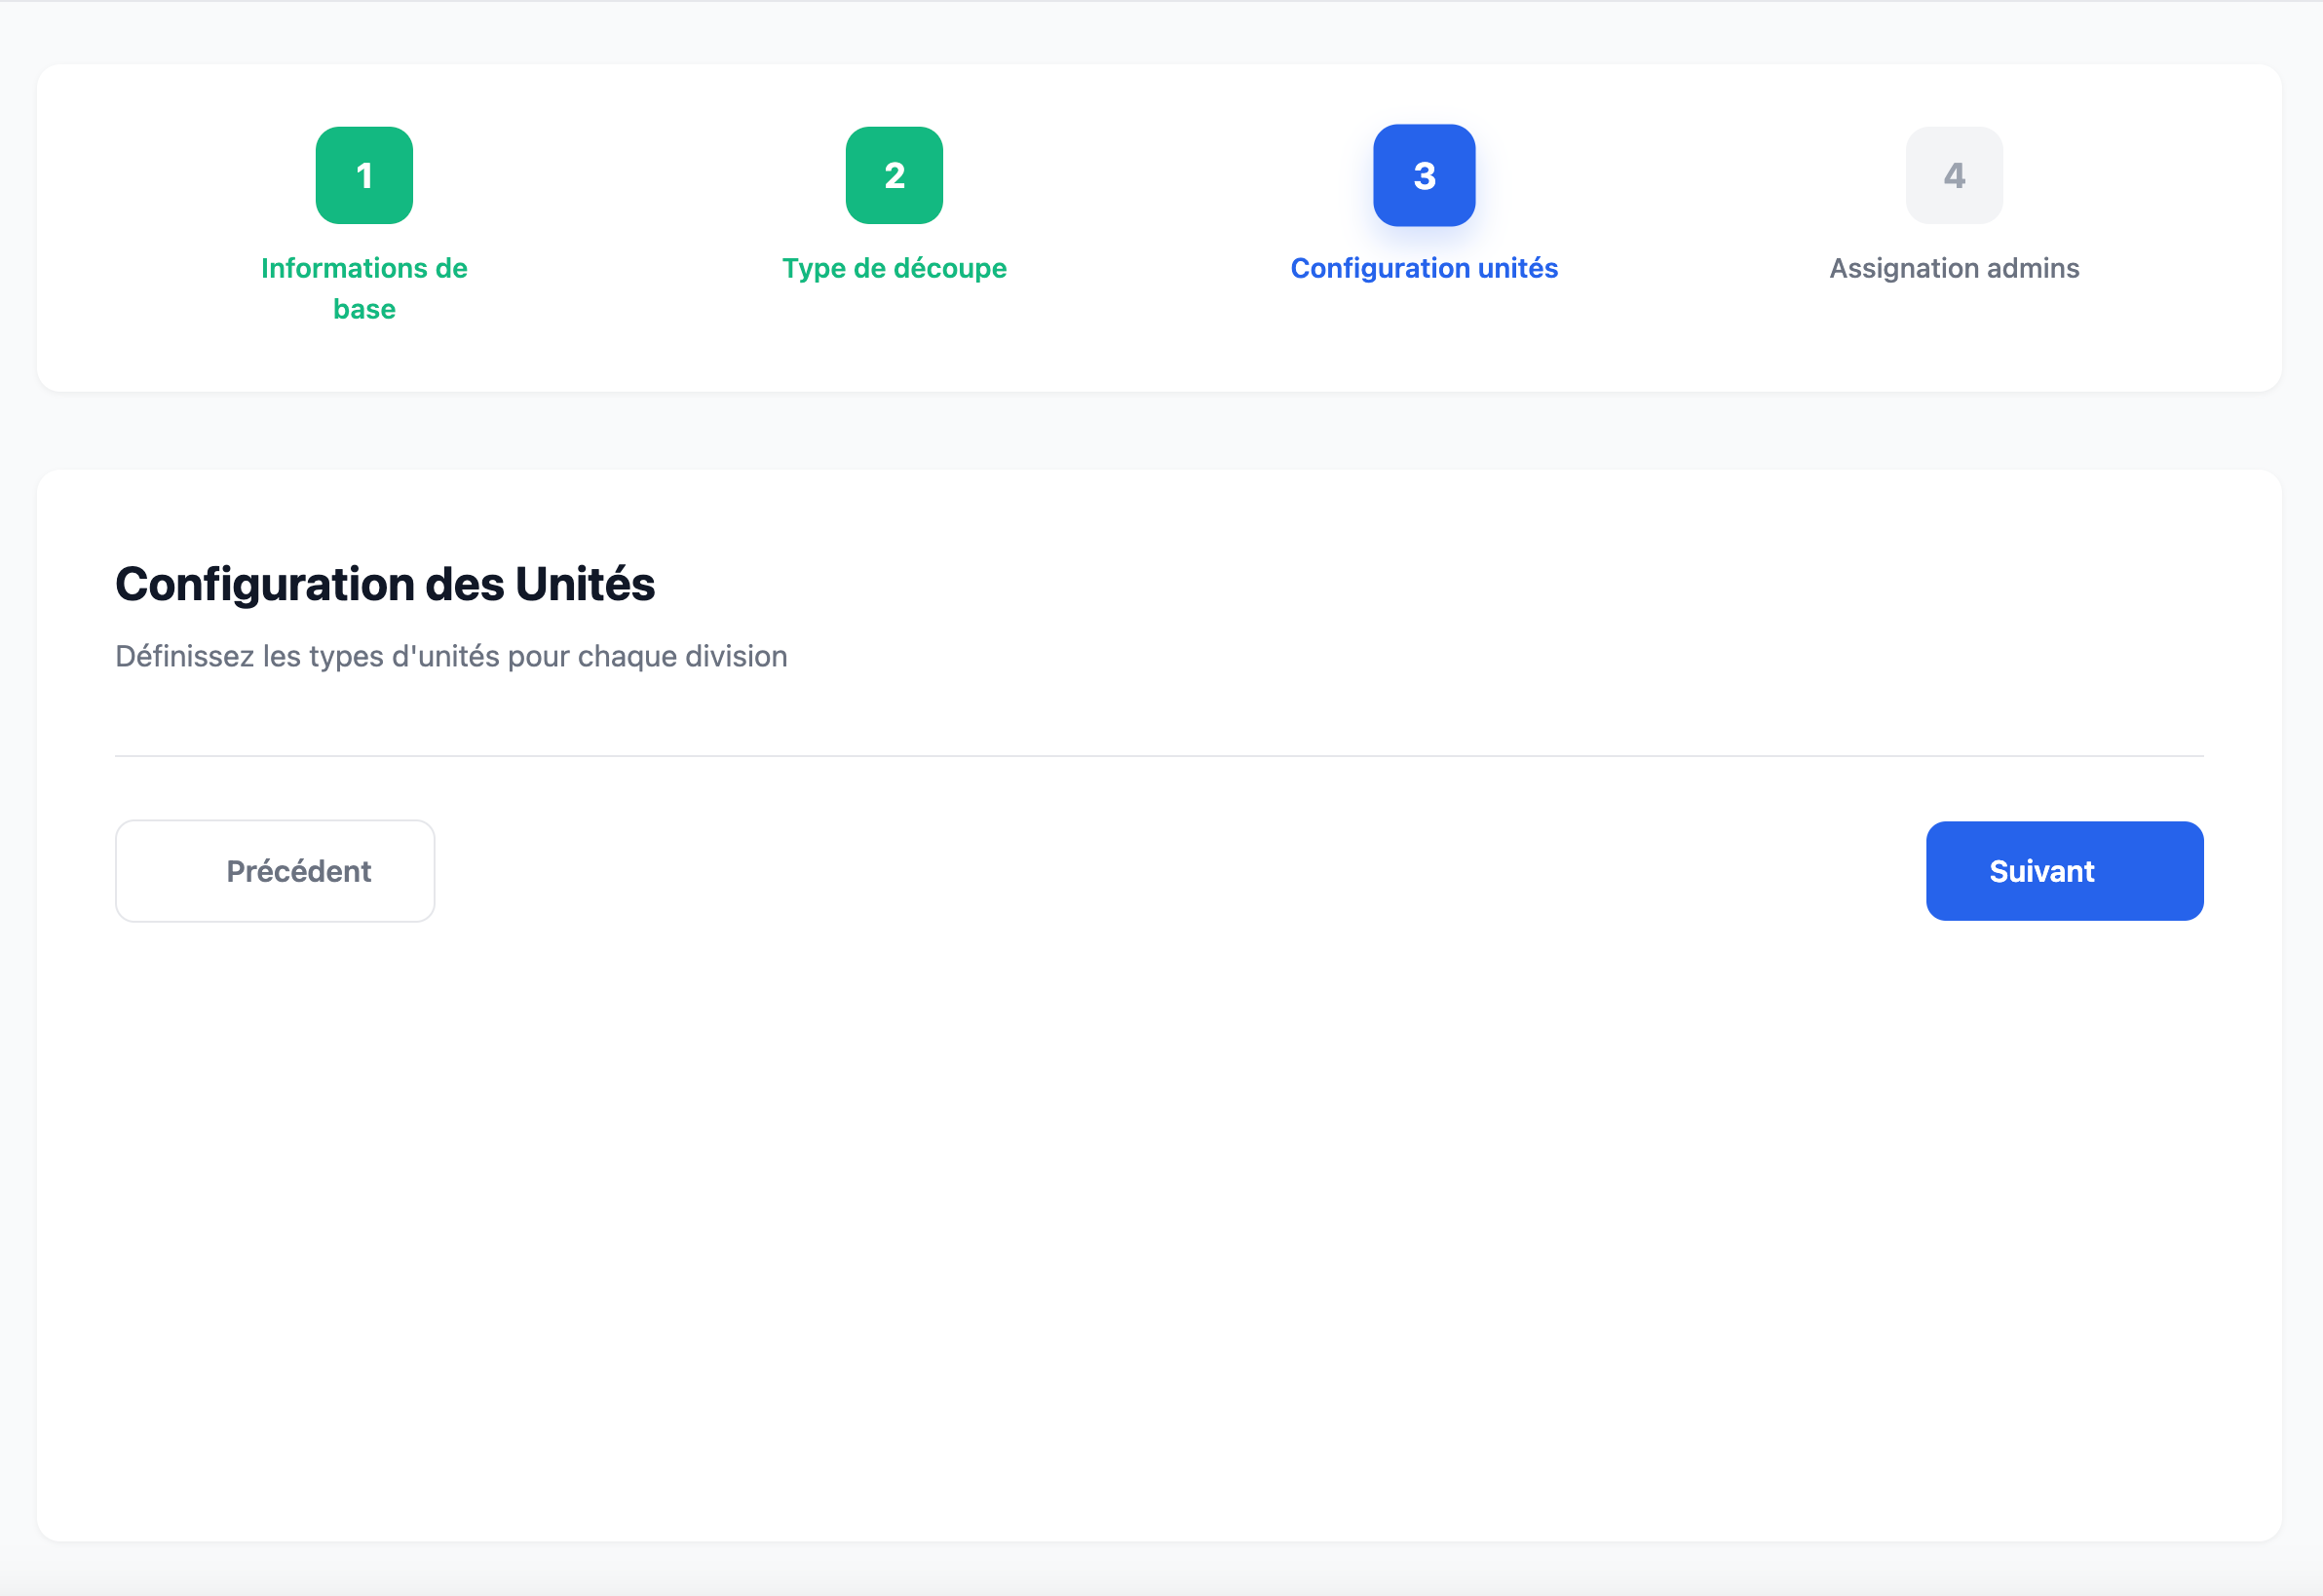 1
2
3
4
Informations de
base
Type de découpe
Configuration unités
Assignation admins
Configuration des Unités
Définissez les types d'unités pour chaque division
Précédent
Suivant